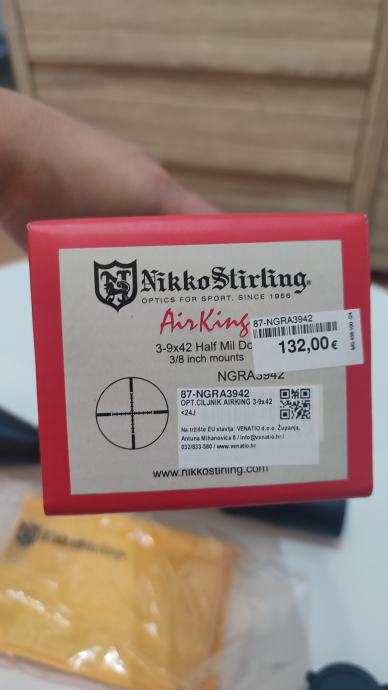 NS
NikkoStirling®
OPTICS FOR SPORT, SINCE 1956
AirKing
3-9x42 Half Mil Do
3/8 inch mounts
NGRA3942
87-NGRA3942
132,00€
87-NGRA3942
OPT.CILJNIK AIRKING 3-9x42
<24J
Na tržište EU stavlja: VENATIO d.o.o. Županja,
Antuna Mihanovića 8 / info@venatio.hr /
032/833-580 / www.venatio.hr
www.nikkostirling.com
NikkoStirling